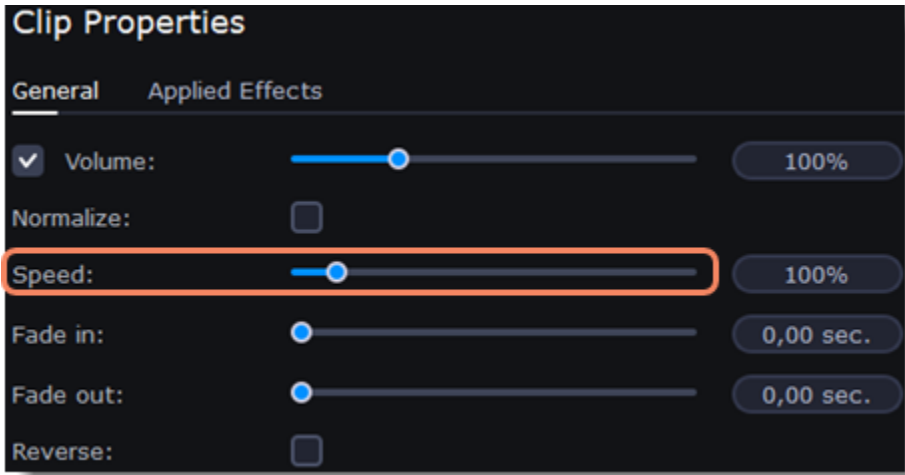 Clip Properties
General Applied Effects
Volume: 100%
Normalize:
Speed: 100%
Fade in: 0,00 sec.
Fade out: 0,00 sec.
Reverse: